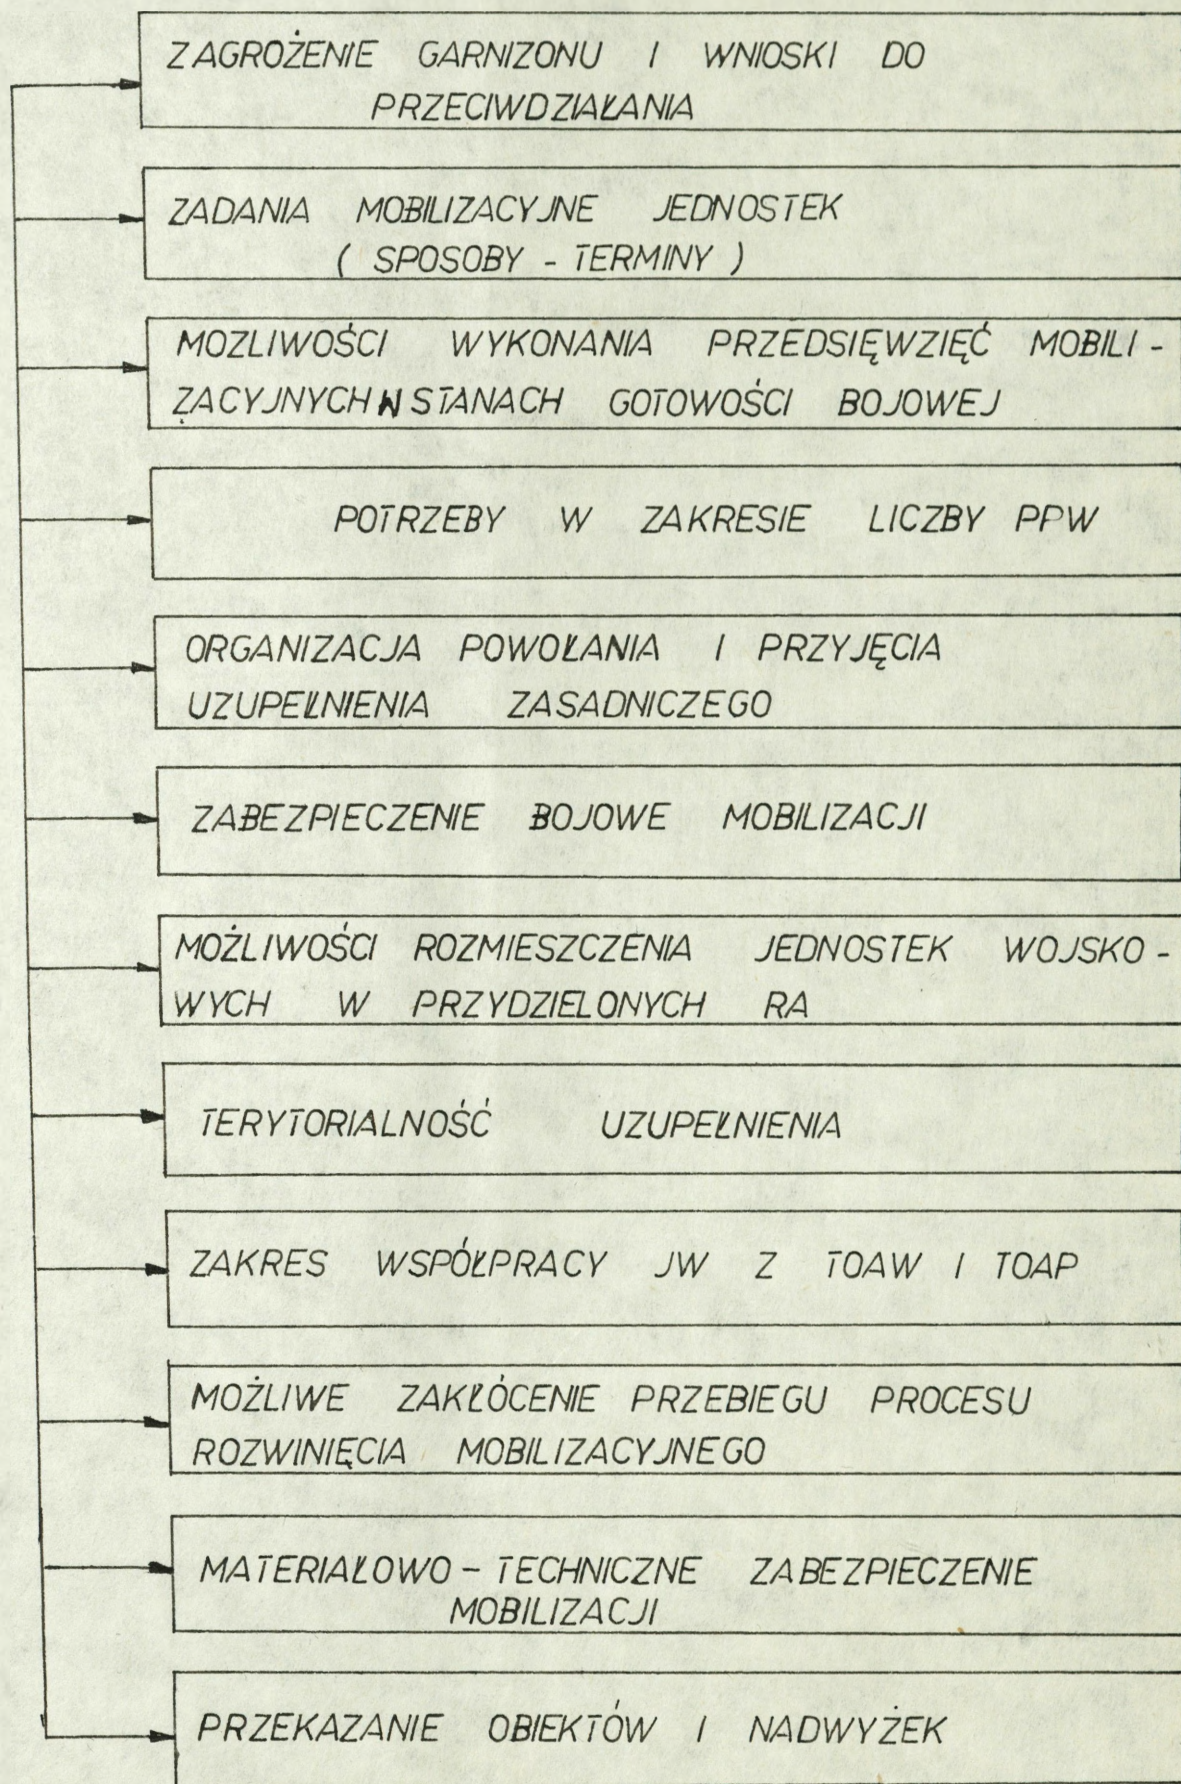 ZAGROŻENIE GARNIZONU I WNIOSKI DO
PRZECIWDZIAŁANIA
ZADANIA MOBILIZACYJNE JEDNOSTEK
( SPOSOBY - TERMINY )
MOZLIWOŚCI WYKONANIA PRZEDSIĘWZIĘĆ MOBILI -
ZACYJNYCH W STANACH GOTOWOŚCI BOJOWEJ
POTRZEBY W ZAKRESIE LICZBY PPW
ORGANIZACJA POWOŁANIA I PRZYJĘCIA
UZUPEŁNIENIA ZASADNICZEGO
ZABEZPIECZENIE BOJOWE MOBILIZACJI
MOŻLIWOŚCI ROZMIESZCZENIA JEDNOSTEK WOJSKO -
WYCH W PRZYDZIELONYCH RA
TERYTORIALNOŚĆ UZUPEŁNIENIA
ZAKRES WSPÓŁPRACY JW Z TOAW I TOAP
MOŻLIWE ZAKŁÓCENIE PRZEBIEGU PROCESU
ROZWINIĘCIA MOBILIZACYJNEGO
MATERIAŁOWO - TECHNICZNE ZABEZPIECZENIE
MOBILIZACJI
PRZEKAZANIE OBIEKTÓW I NADWYŻEK